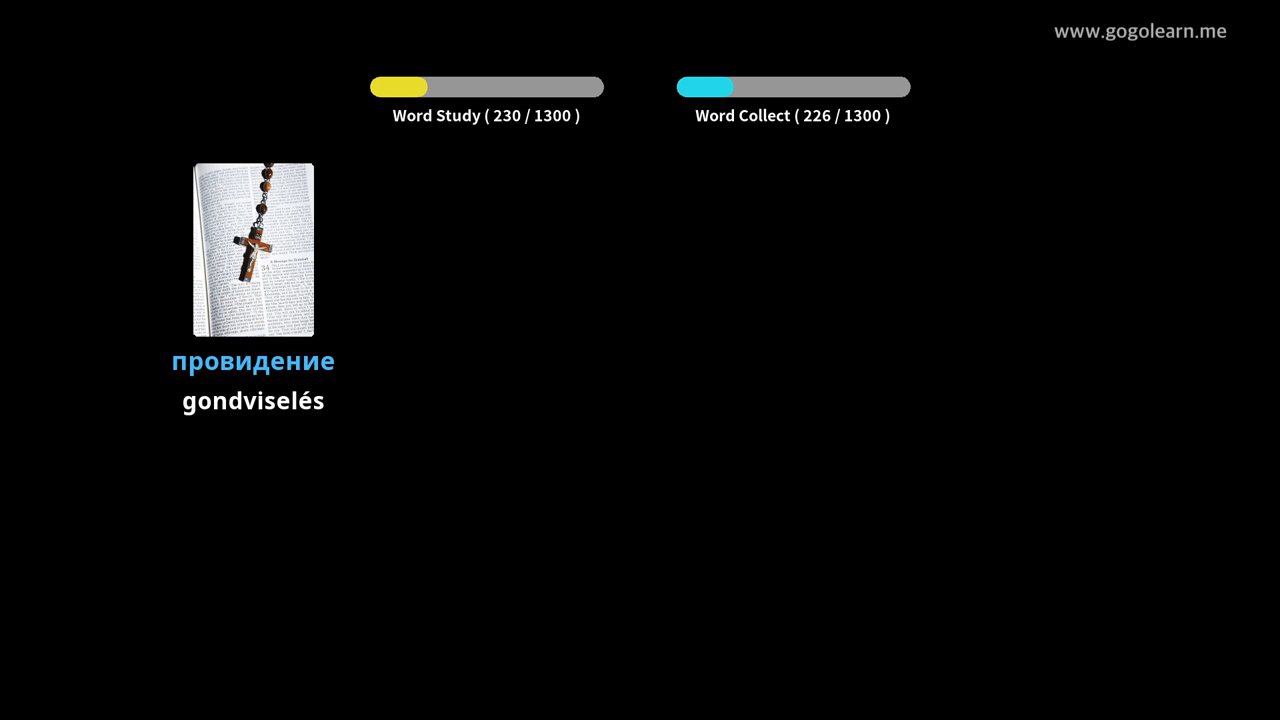 www.gogolearn.me
Word Study ( 230 / 1300 )
Word Collect ( 226 / 1300 )
провидение
gondviselés